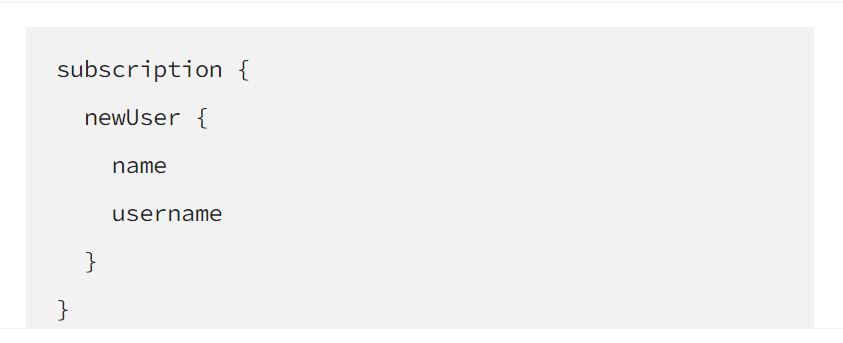 subscription {
  newUser {
    name
    username
  }
}